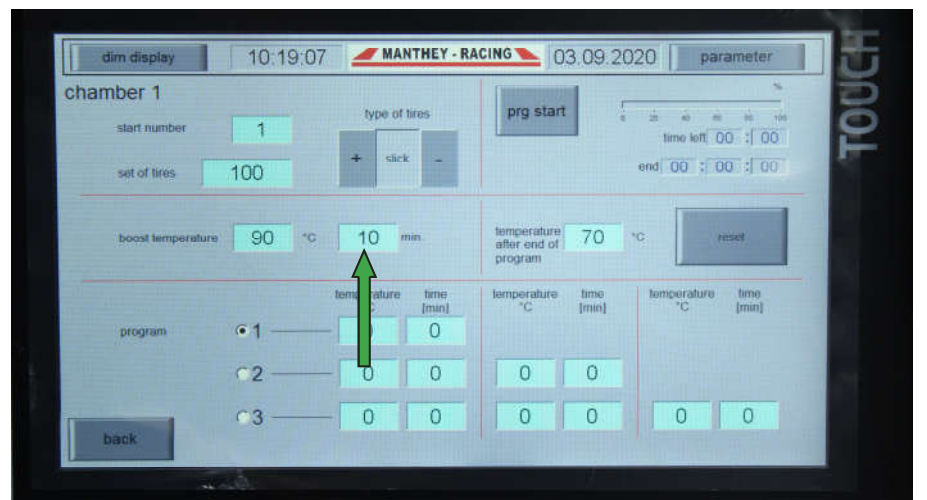 dim display 10:19:07 MANTHEY - RACING 03.09.2020 parameter
chamber 1
start number 1
set of tires 100
type of tires
+ slick -
prg start
%
0 20 40 60 80 100
time left 00 : 00
end 00 : 00 : 00
boost temperature 90 °C 10 min.
temperature after end of program 70 °C
reset
temperature °C time [min] temperature °C time [min] temperature °C time [min]
program 1 0 0
2 0 0 0 0
3 0 0 0 0 0 0
back
TOUCH